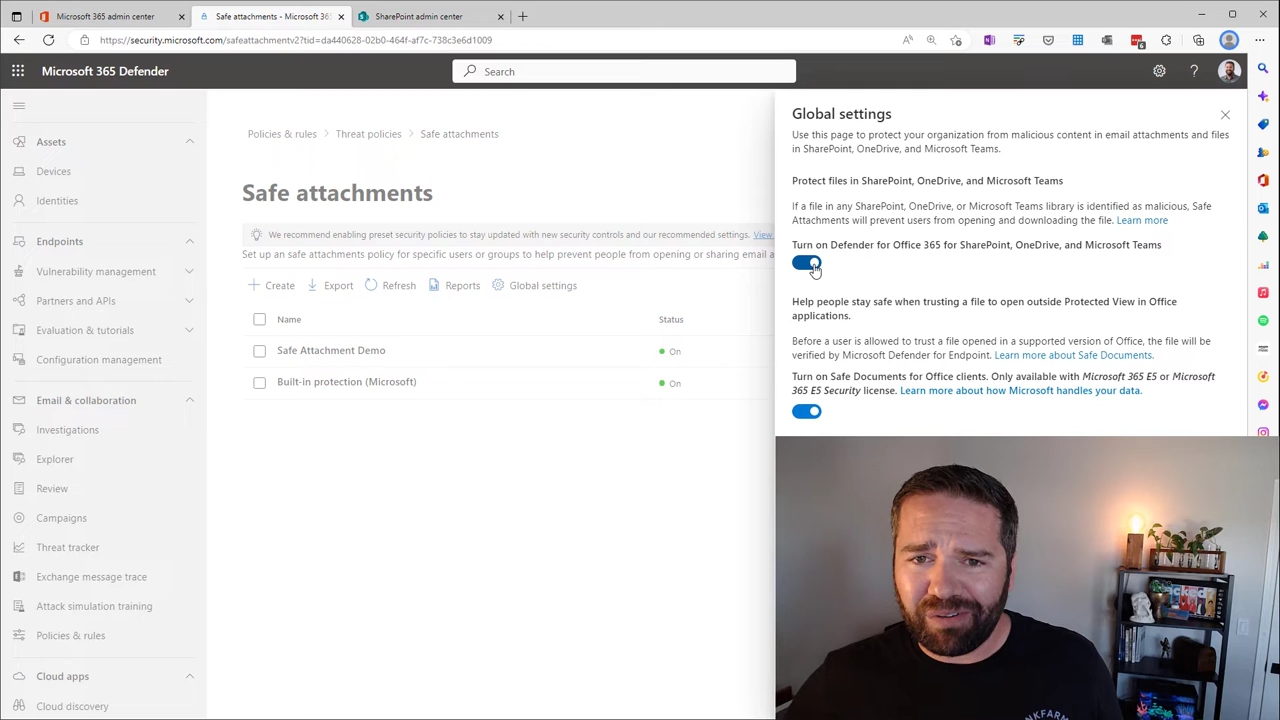 Microsoft 365 admin center
Safe attachments - Microsoft 365
SharePoint admin center
https://security.microsoft.com/safeattachmentv2?tid=da440628-02b0-464f-af7c-738c3e6d1009
6
Microsoft 365 Defender
Search
Assets
Devices
Identities
Endpoints
Vulnerability management
Partners and APIs
Evaluation & tutorials
Configuration management
Email & collaboration
Investigations
Explorer
Review
Campaigns
Threat tracker
Exchange message trace
Attack simulation training
Policies & rules
Cloud apps
Cloud discovery
Policies & rules > Threat policies > Safe attachments
Safe attachments
We recommend enabling preset security policies to stay updated with new security controls and our recommended settings. View
Set up an safe attachments policy for specific users or groups to help prevent people from opening or sharing email a
Create Export Refresh Reports Global settings
Name Status
Safe Attachment Demo On
Built-in protection (Microsoft) On
Global settings
Use this page to protect your organization from malicious content in email attachments and files
in SharePoint, OneDrive, and Microsoft Teams.
Protect files in SharePoint, OneDrive, and Microsoft Teams
If a file in any SharePoint, OneDrive, or Microsoft Teams library is identified as malicious, Safe
Attachments will prevent users from opening and downloading the file. Learn more
Turn on Defender for Office 365 for SharePoint, OneDrive, and Microsoft Teams
Help people stay safe when trusting a file to open outside Protected View in Office
applications.
Before a user is allowed to trust a file opened in a supported version of Office, the file will be
verified by Microsoft Defender for Endpoint. Learn more about Safe Documents.
Turn on Safe Documents for Office clients. Only available with Microsoft 365 E5 or Microsoft
365 E5 Security license. Learn more about how Microsoft handles your data.